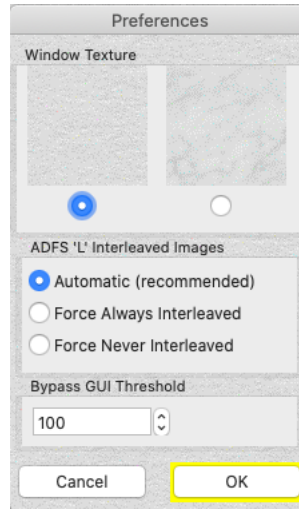 Preferences
Window Texture
ADFS 'L' Interleaved Images
Automatic (recommended)
Force Always Interleaved
Force Never Interleaved
Bypass GUI Threshold
100
Cancel OK